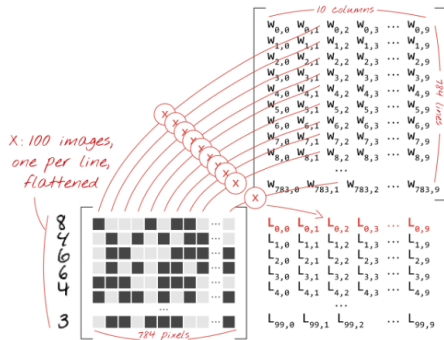 10 columns
W0,0 W0,1 W0,2 W0,3 ... W0,9
W1,0 W1,1 W1,2 W1,3 ... W1,9
W2,0 W2,1 W2,2 W2,3 ... W2,9
W3,0 W3,1 W3,2 W3,3 ... W3,9
W4,0 W4,1 W4,2 W4,3 ... W4,9
W5,0 W5,1 W5,2 W5,3 ... W5,9
W6,0 W6,1 W6,2 W6,3 ... W6,9
W7,0 W7,1 W7,2 W7,3 ... W7,9
W8,0 W8,1 W8,2 W8,3 ... W8,9
...
W783,0 W783,1 W783,2 ... W783,9
784 lines
x x x x x x x x x x
X: 100 images,
one per line,
flattened
8 ... L0,0 L0,1 L0,2 L0,3 ... L0,9
4 ... L1,0 L1,1 L1,2 L1,3 ... L1,9
6 ... L2,0 L2,1 L2,2 L2,3 ... L2,9
6 ... L3,0 L3,1 L3,2 L3,3 ... L3,9
4 ... L4,0 L4,1 L4,2 L4,3 ... L4,9
... ...
3 ... L99,0 L99,1 L99,2 ... L99,9
784 pixels